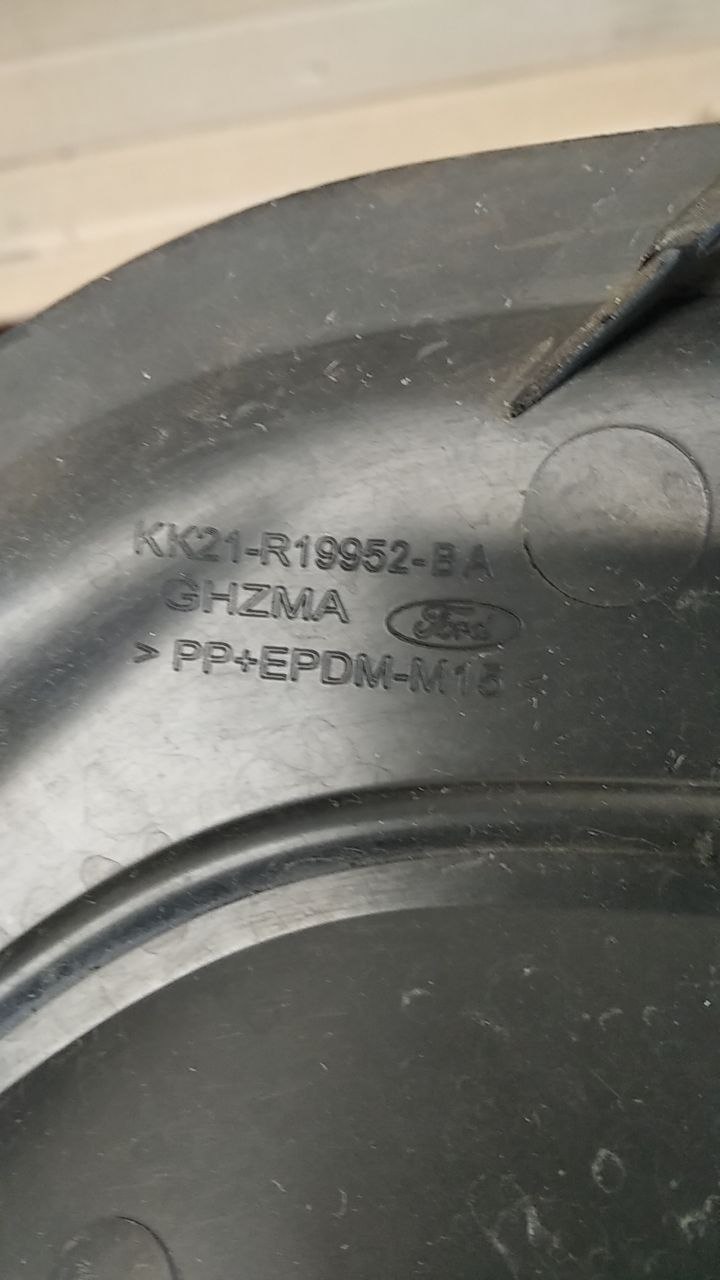 KK21-R19952-BA
GHZMA Ford
> PP+EPDM-M15 <